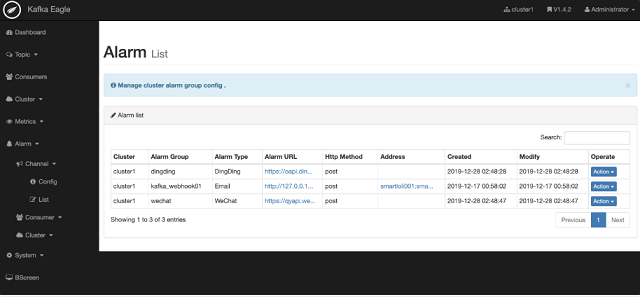 Kafka Eagle
cluster1 V1.4.2 Administrator
Dashboard
Topic
Consumers
Cluster
Metrics
Alarm
Channel
Config
List
Consumer
Cluster
System
BScreen
Alarm List
Manage cluster alarm group config .
×
Alarm list
Search:
Cluster Alarm Group Alarm Type Alarm URL Http Method Address Created Modify Operate
cluster1 dingding DingDing https://oapi.din... post 2019-12-28 02:48:28 2019-12-28 02:48:28 Action
cluster1 kafka_webhook01 Email http://127.0.0.1... post smartloli001;sma... 2019-12-17 00:58:02 2019-12-17 00:58:02 Action
cluster1 wechat WeChat https://qyapi.we... post 2019-12-28 02:48:47 2019-12-28 02:48:47 Action
Showing 1 to 3 of 3 entries
Previous 1 Next